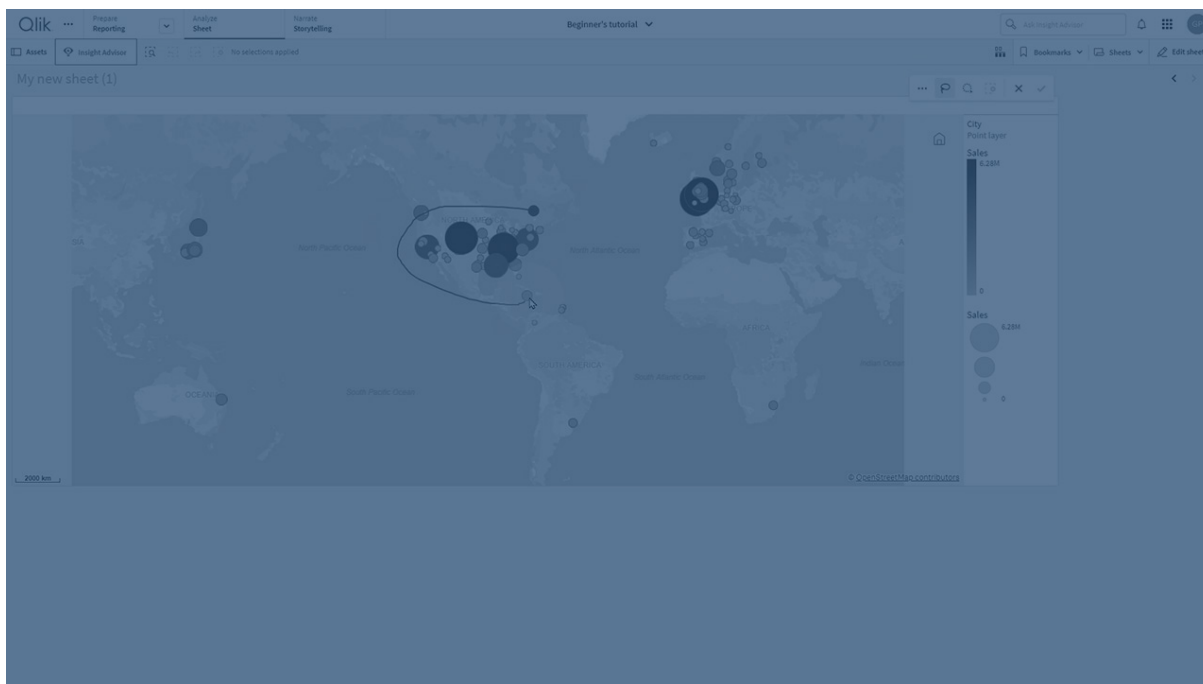 Qlik
Prepare
Reporting
Analyze
Sheet
Narrate
Storytelling
Beginner's tutorial
Ask Insight Advisor
Assets
Insight Advisor
No selections applied
Bookmarks
Sheets
Edit sheet
My new sheet (1)
City
Point layer
Sales
6.28M
0
Sales
6.28M
0
NORTH AMERICA
North Pacific Ocean
North Atlantic Ocean
AFRICA
SOUTH AMERICA
South Atlantic Ocean
South Pacific Ocean
OCEAN
2000 km
© OpenStreetMap contributors